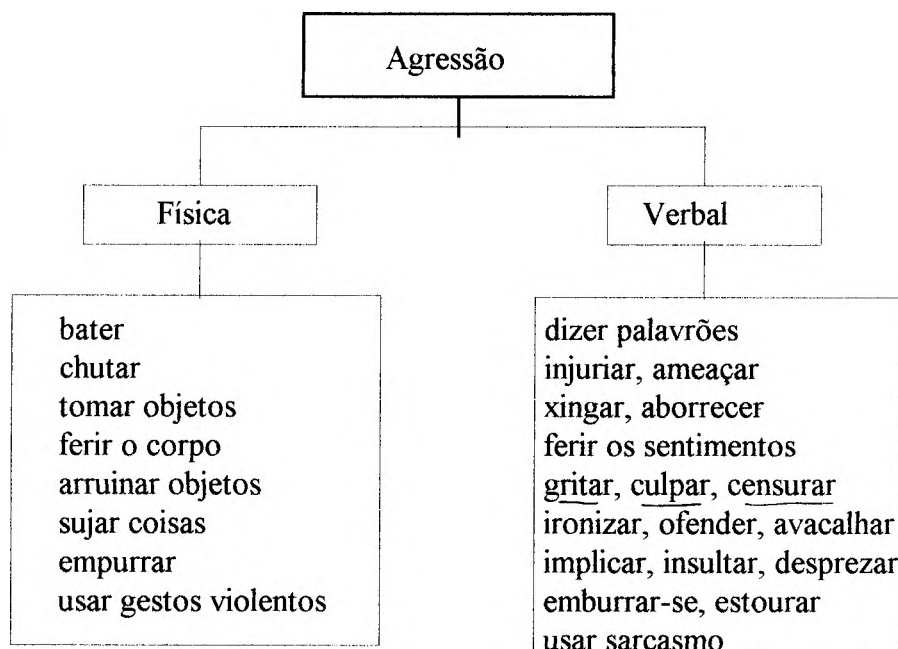 Agressão
Física
Verbal
bater
chutar
tomar objetos
ferir o corpo
arruinar objetos
sujar coisas
empurrar
usar gestos violentos
dizer palavrões
injuriar, ameaçar
xingar, aborrecer
ferir os sentimentos
gritar, culpar, censurar
ironizar, ofender, avacalhar
implicar, insultar, desprezar
emburrar-se, estourar
usar sarcasmo